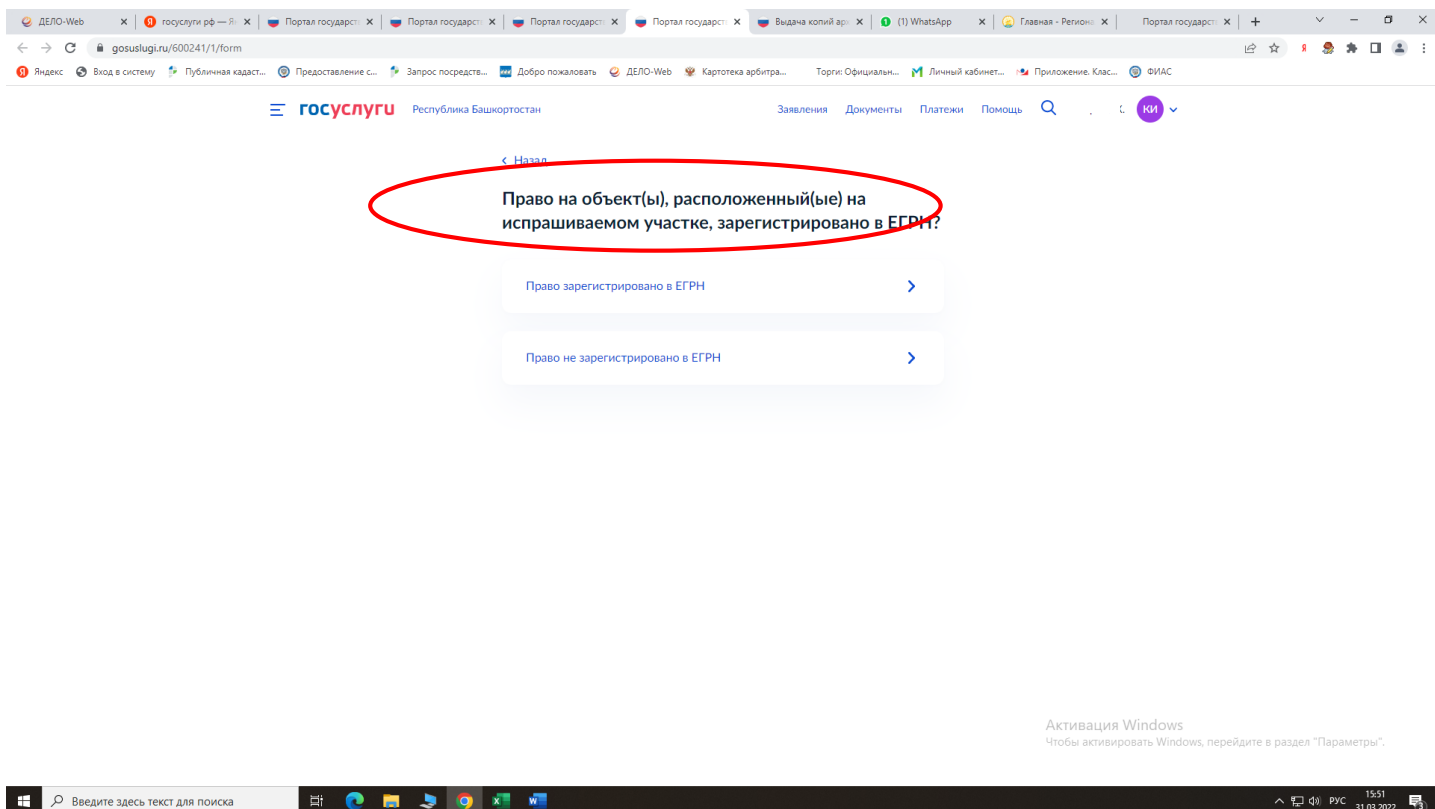 ДЕЛО-Web
госуслуги рф — Я
Портал государст
Портал государст
Портал государст
Портал государст
Выдача копий ар
(1) WhatsApp
Главная - Региона
Портал государст
gosuslugi.ru/600241/1/form
Яндекс
Вход в систему
Публичная кадаст...
Предоставление с...
Запрос посредств...
Добро пожаловать
ДЕЛО-Web
Картотека арбитра...
Торги: Официальн...
Личный кабинет...
Приложение. Клас...
ФИАС
госуслуги
Республика Башкортостан
Заявления
Документы
Платежи
Помощь
КИ
Назад
Право на объект(ы), расположенный(ые) на
испрашиваемом участке, зарегистрировано в ЕГРН?
Право зарегистрировано в ЕГРН
Право не зарегистрировано в ЕГРН
Активация Windows
Чтобы активировать Windows, перейдите в раздел "Параметры".
Введите здесь текст для поиска
РУС
15:51
31.03.2022